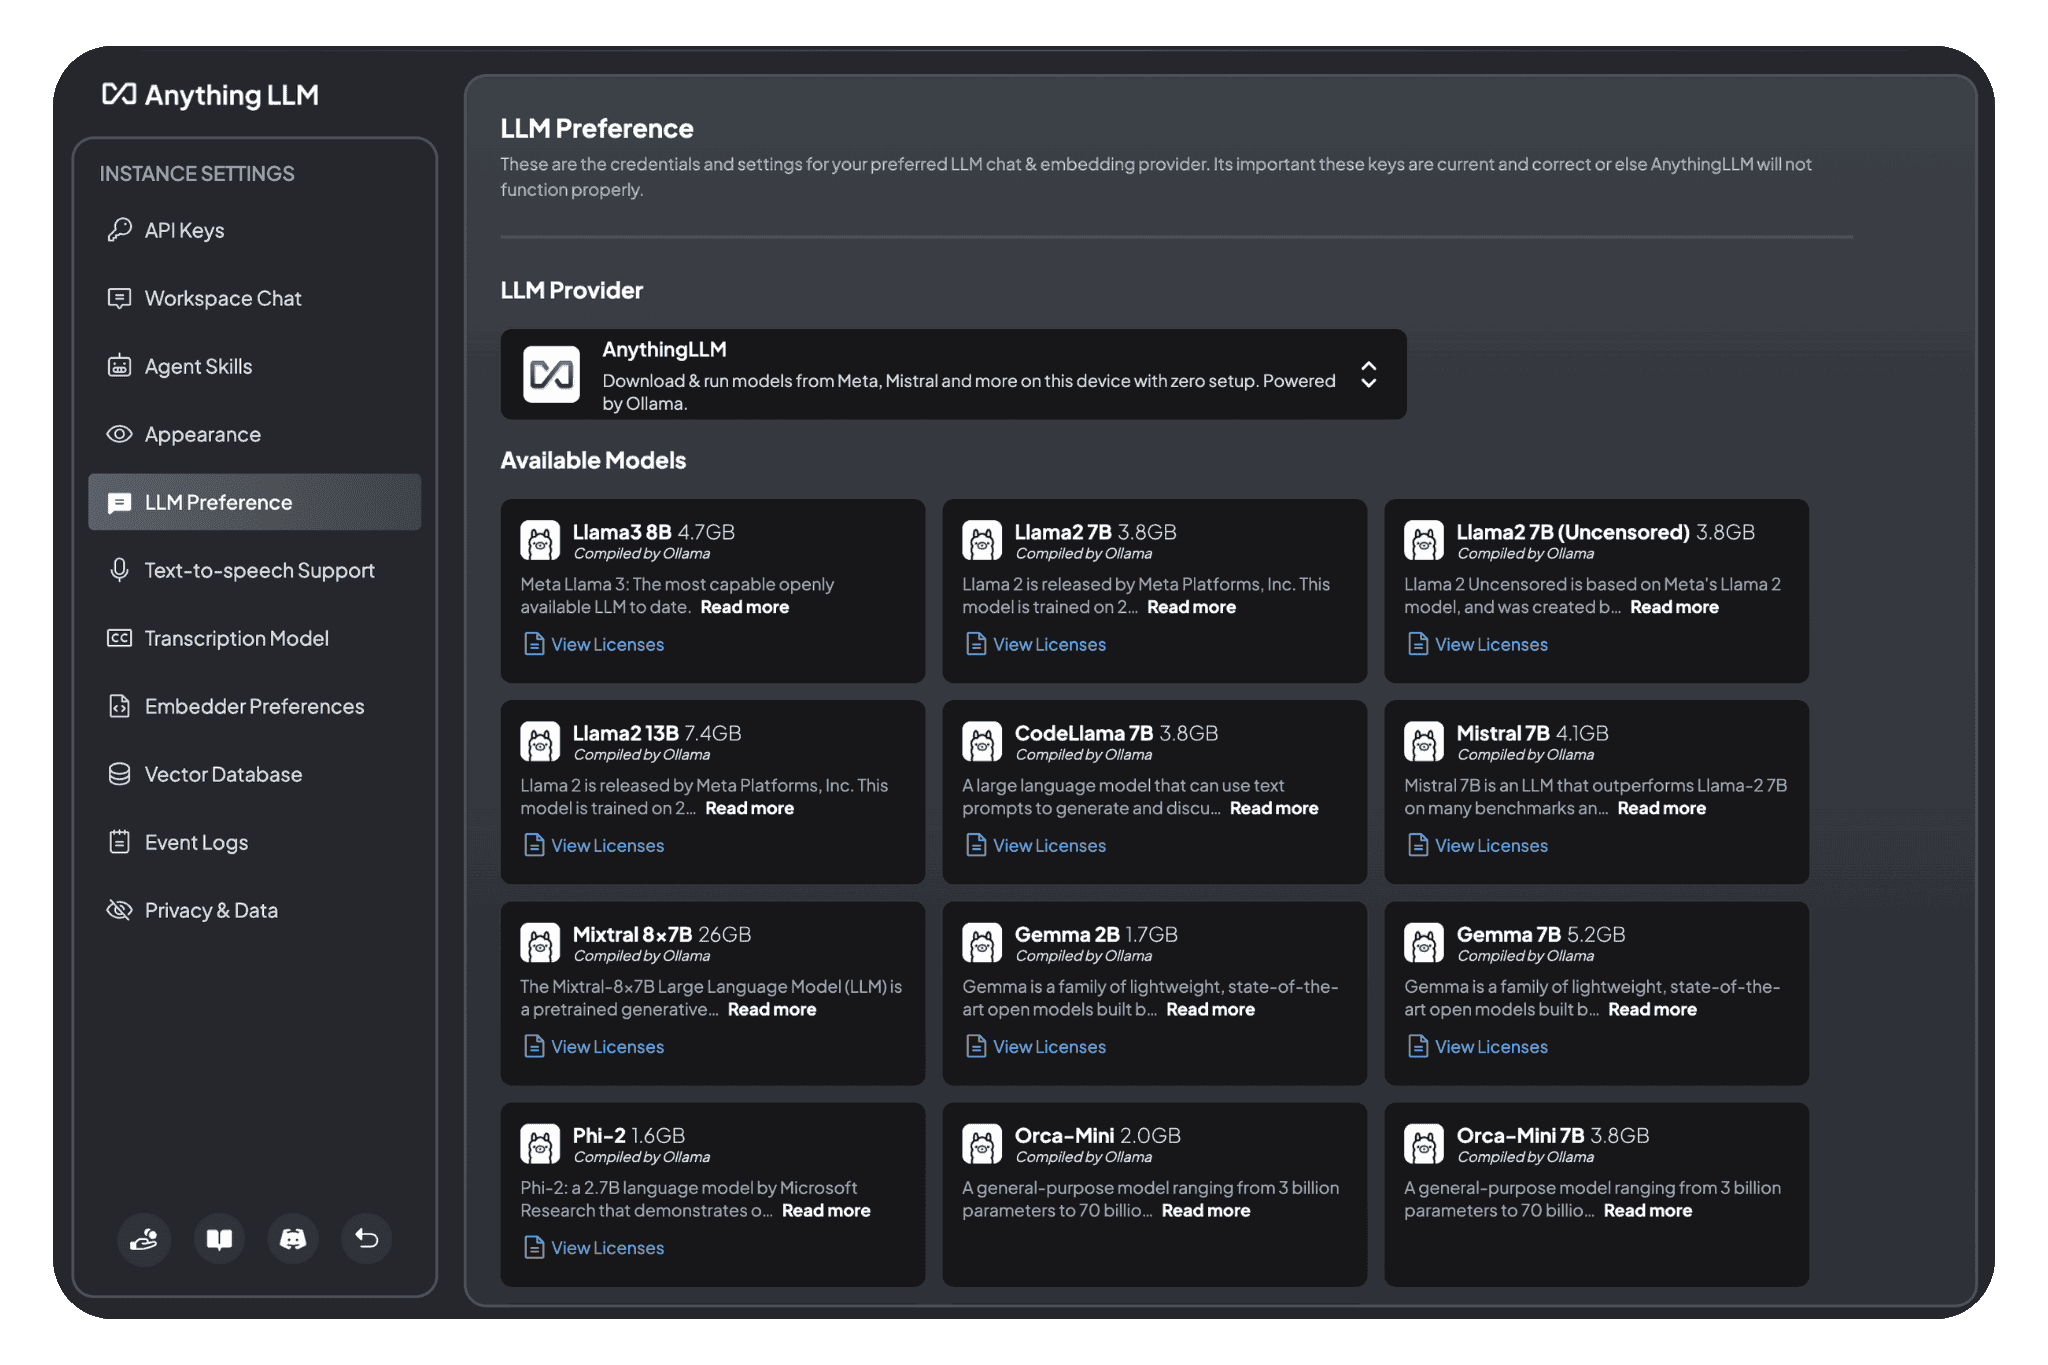 Anything LLM
INSTANCE SETTINGS
API Keys
Workspace Chat
Agent Skills
Appearance
LLM Preference
Text-to-speech Support
CC
Transcription Model
Embedder Preferences
Vector Database
Event Logs
Privacy & Data
LLM Preference
These are the credentials and settings for your preferred LLM chat & embedding provider. Its important these keys are current and correct or else AnythingLLM will not
function properly.
LLM Provider
AnythingLLM
Download & run models from Meta, Mistral and more on this device with zero setup. Powered
by Ollama.
Available Models
Llama3 8B 4.7GB
Compiled by Ollama
Meta Llama 3: The most capable openly
available LLM to date. Read more
View Licenses
Llama2 7B 3.8GB
Compiled by Ollama
Llama 2 is released by Meta Platforms, Inc. This
model is trained on 2... Read more
View Licenses
Llama2 7B (Uncensored) 3.8GB
Compiled by Ollama
Llama 2 Uncensored is based on Meta's Llama 2
model, and was created b... Read more
View Licenses
Llama2 13B 7.4GB
Compiled by Ollama
Llama 2 is released by Meta Platforms, Inc. This
model is trained on 2... Read more
View Licenses
CodeLlama 7B 3.8GB
Compiled by Ollama
A large language model that can use text
prompts to generate and discu... Read more
View Licenses
Mistral 7B 4.1GB
Compiled by Ollama
Mistral 7B is an LLM that outperforms Llama-2 7B
on many benchmarks an... Read more
View Licenses
Mixtral 8x7B 26GB
Compiled by Ollama
The Mixtral-8x7B Large Language Model (LLM) is
a pretrained generative... Read more
View Licenses
Gemma 2B 1.7GB
Compiled by Ollama
Gemma is a family of lightweight, state-of-the-
art open models built b... Read more
View Licenses
Gemma 7B 5.2GB
Compiled by Ollama
Gemma is a family of lightweight, state-of-the-
art open models built b... Read more
View Licenses
Phi-2 1.6GB
Compiled by Ollama
Phi-2: a 2.7B language model by Microsoft
Research that demonstrates o... Read more
View Licenses
Orca-Mini 2.0GB
Compiled by Ollama
A general-purpose model ranging from 3 billion
parameters to 70 billio... Read more
Orca-Mini 7B 3.8GB
Compiled by Ollama
A general-purpose model ranging from 3 billion
parameters to 70 billio... Read more